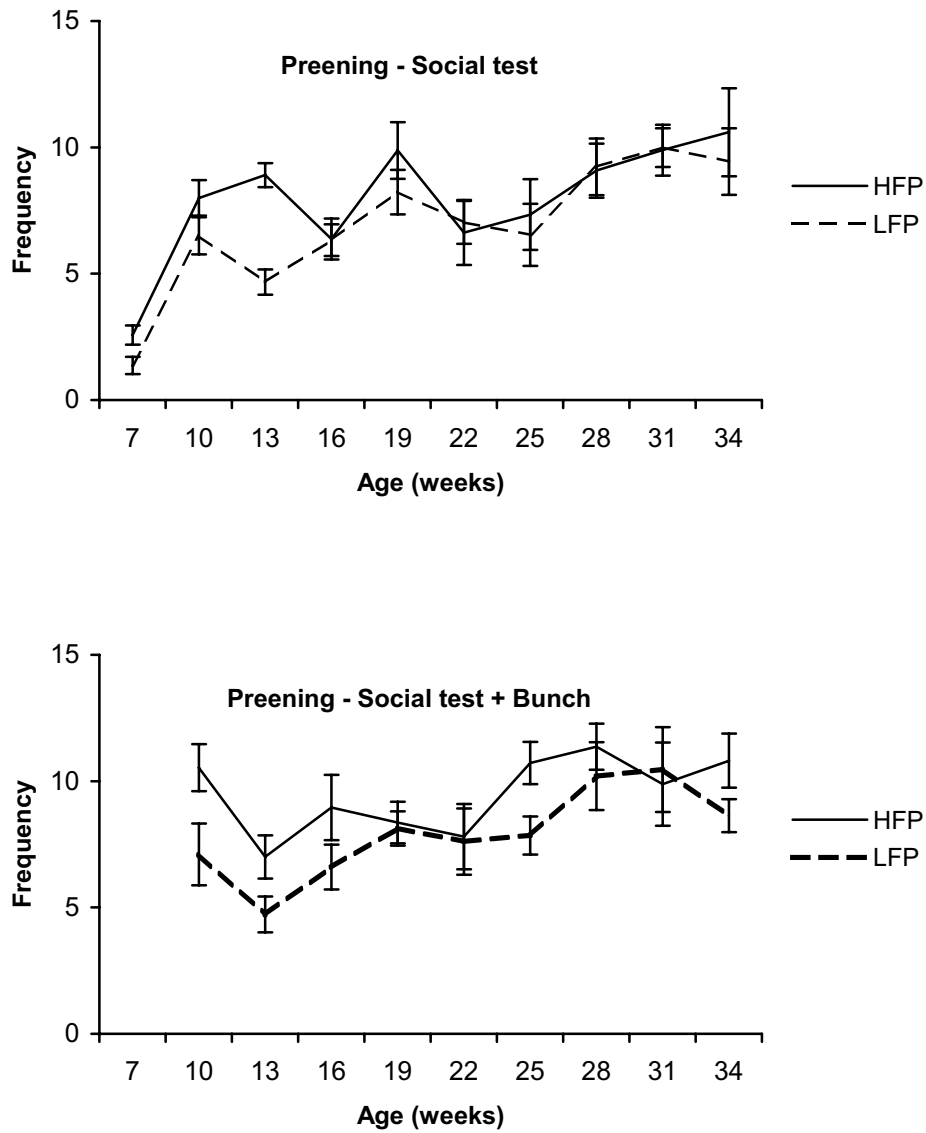 Preening - Social test
15
10
5
0
Frequency
7 10 13 16 19 22 25 28 31 34
Age (weeks)
HFP
LFP
Preening - Social test + Bunch
15
10
5
0
Frequency
7 10 13 16 19 22 25 28 31 34
Age (weeks)
HFP
LFP